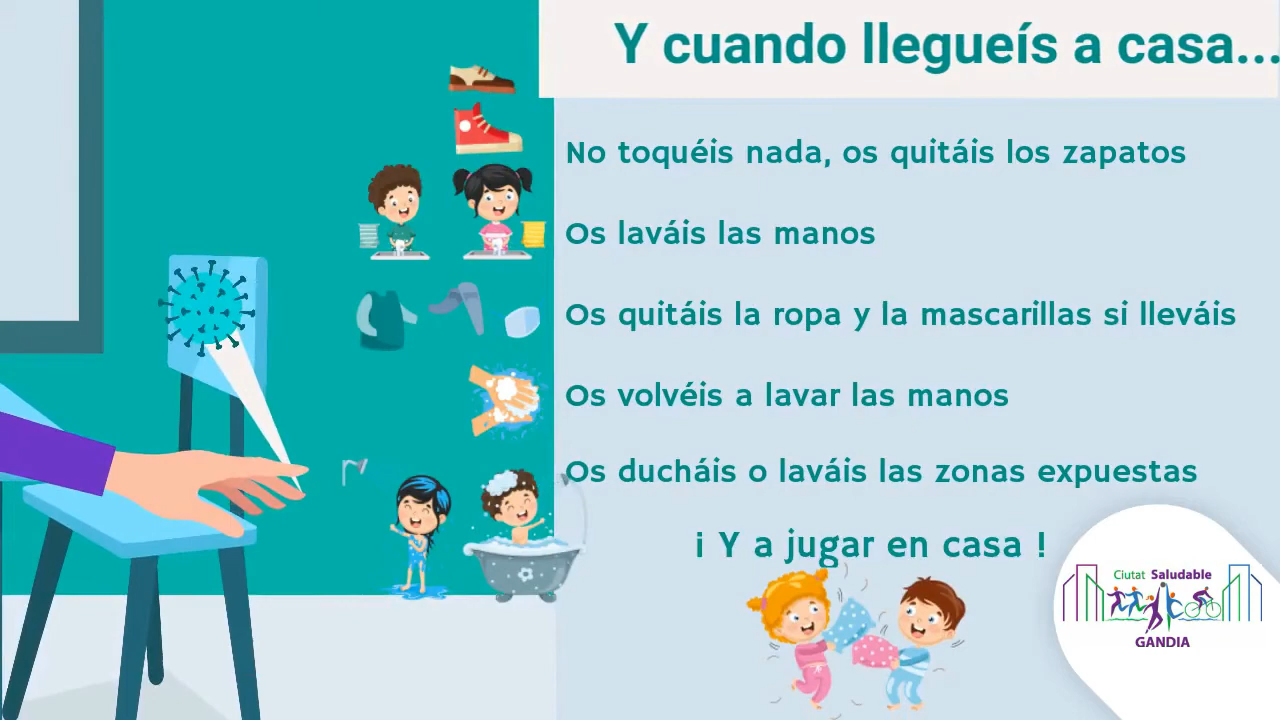 Y cuando llegueís a casa...
No toquéis nada, os quitáis los zapatos
Os laváis las manos
Os quitáis la ropa y la mascarillas si lleváis
Os volvéis a lavar las manos
Os ducháis o laváis las zonas expuestas
¡ Y a jugar en casa !
Ciutat Saludable
GANDIA